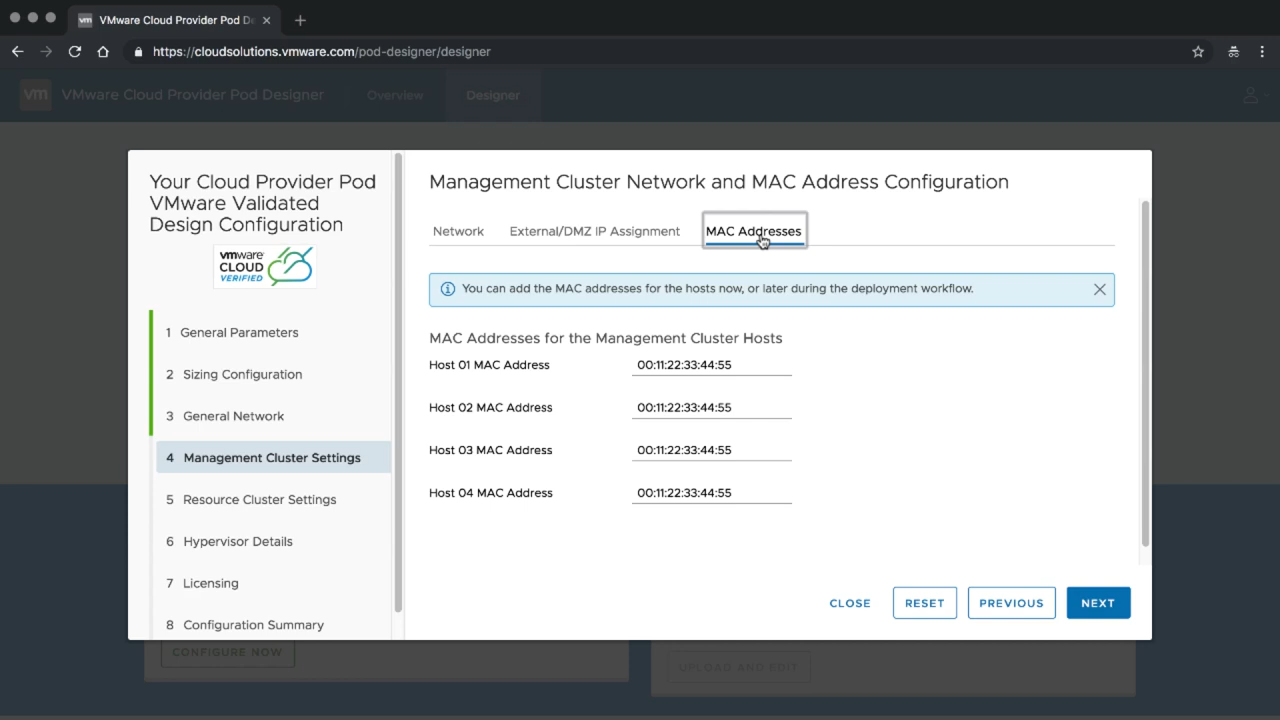 vm VMware Cloud Provider Pod De
https://cloudsolutions.vmware.com/pod-designer/designer
vm VMware Cloud Provider Pod Designer Overview Designer
Your Cloud Provider Pod
VMware Validated
Design Configuration
vmware
CLOUD
VERIFIED
1 General Parameters
2 Sizing Configuration
3 General Network
4 Management Cluster Settings
5 Resource Cluster Settings
6 Hypervisor Details
7 Licensing
8 Configuration Summary
Management Cluster Network and MAC Address Configuration
Network External/DMZ IP Assignment MAC Addresses
You can add the MAC addresses for the hosts now, or later during the deployment workflow.
MAC Addresses for the Management Cluster Hosts
Host 01 MAC Address 00:11:22:33:44:55
Host 02 MAC Address 00:11:22:33:44:55
Host 03 MAC Address 00:11:22:33:44:55
Host 04 MAC Address 00:11:22:33:44:55
CLOSE RESET PREVIOUS NEXT
CONFIGURE NOW
UPLOAD AND EDIT